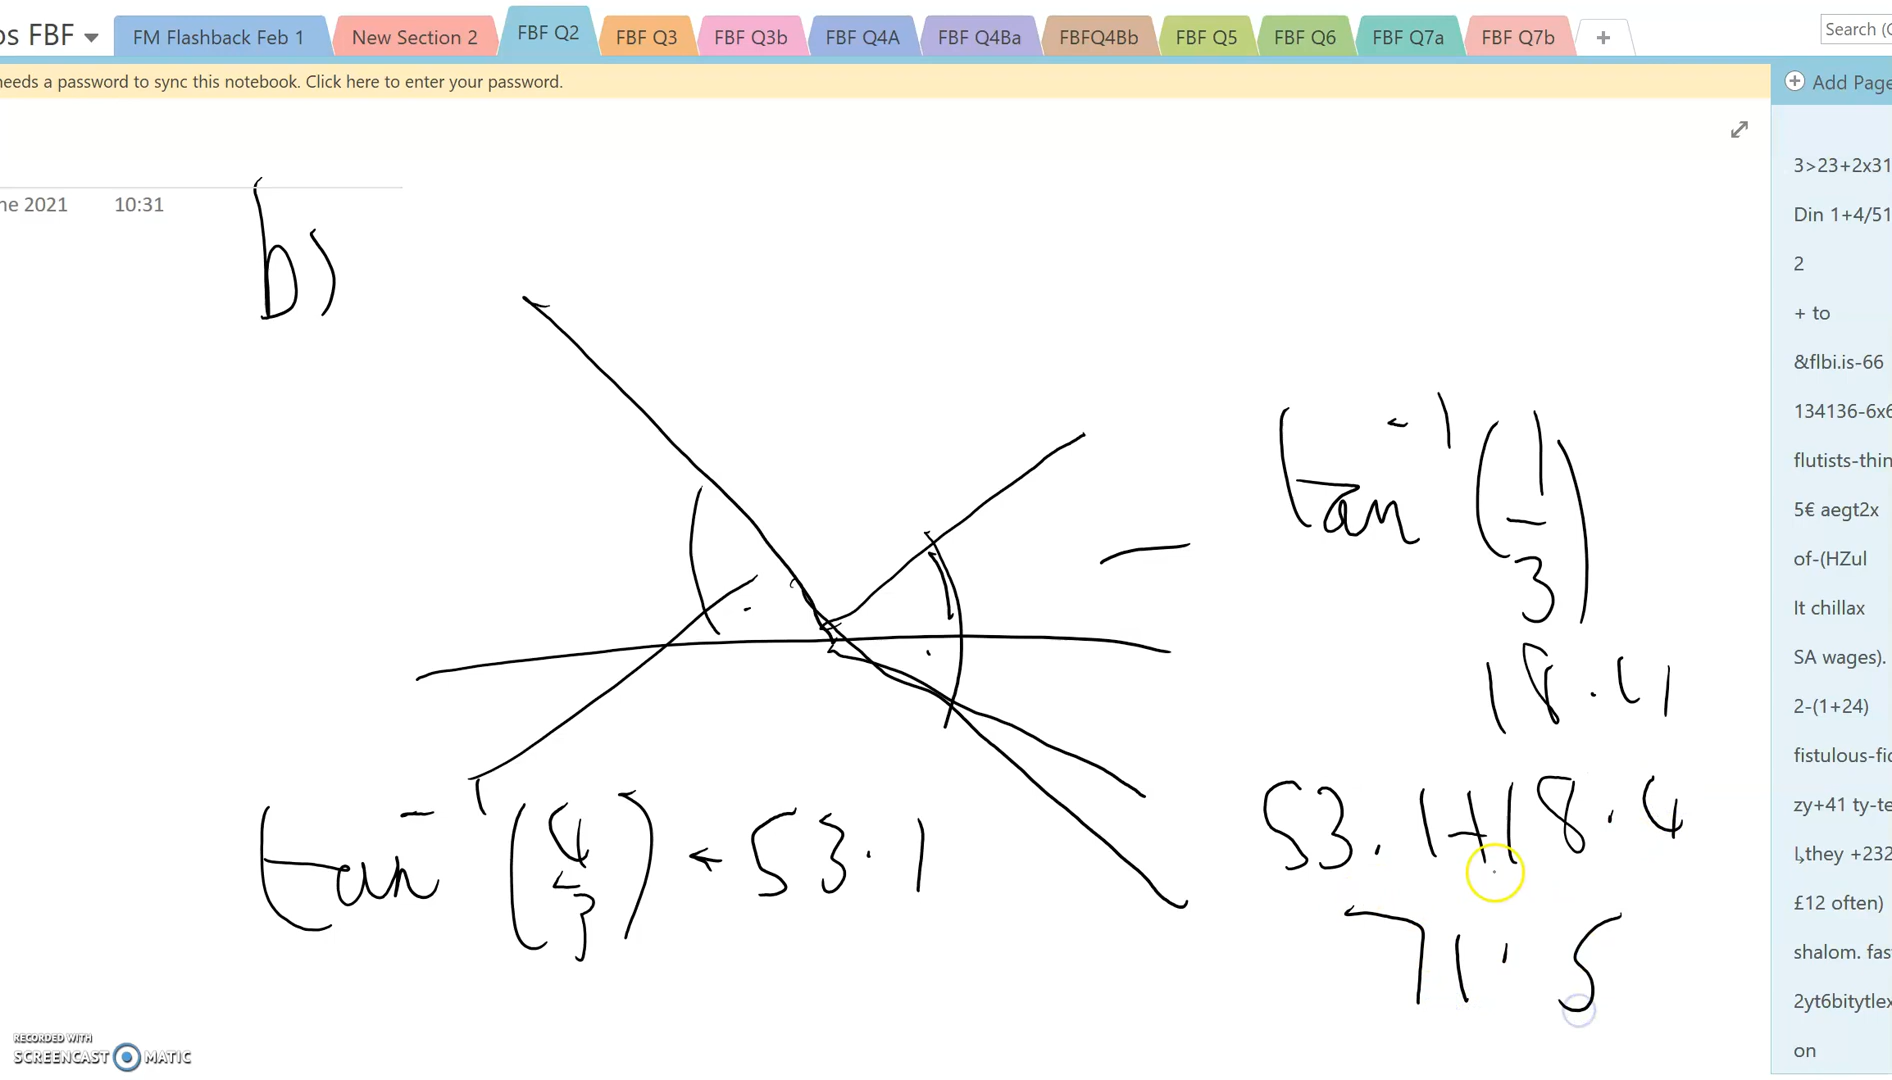 os FBF
FM Flashback Feb 1
New Section 2
FBF Q2
FBF Q3
FBF Q3b
FBF Q4A
FBF Q4Ba
FBFQ4Bb
FBF Q5
FBF Q6
FBF Q7a
FBF Q7b
+
Search (
needs a password to sync this notebook. Click here to enter your password.
Add Page
ne 2021 10:31
b)
tan⁻¹(1/3)
18.4
tan⁻¹(4/3) = 53.1
53.1+18.4
71.5
3>23+2x31
Din 1+4/51
2
+ to
&flbi.is-66
134136-6x6
flutists-thin
5€ aegt2x
of-(HZul
It chillax
SA wages).
2-(1+24)
fistulous-fic
zy+41 ty-te
they +232
£12 often)
shalom. fas
2yt6bitytlex
on
RECORDED WITH
SCREENCAST MATIC